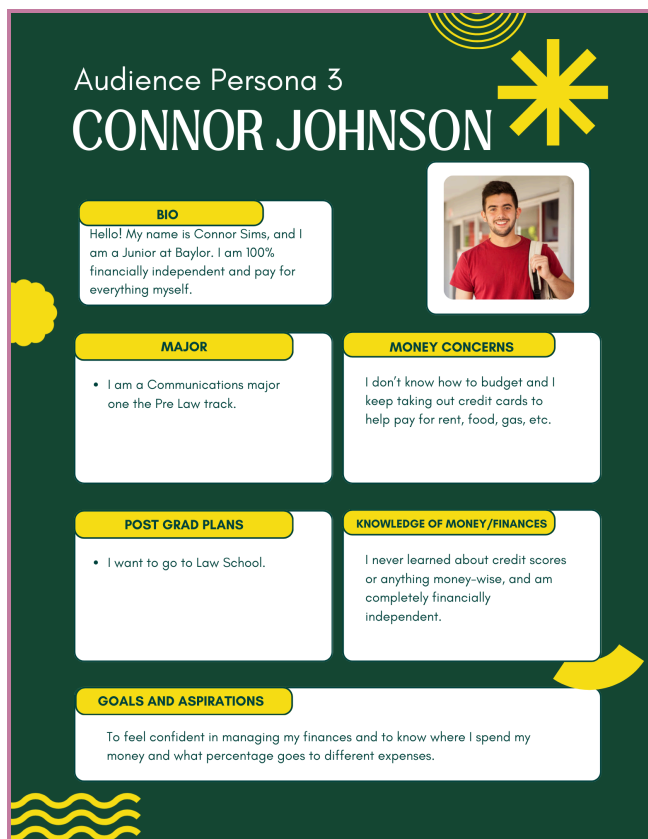 Audience Persona 3
CONNOR JOHNSON
BIO
Hello! My name is Connor Sims, and I
am a Junior at Baylor. I am 100%
financially independent and pay for
everything myself.
MAJOR
• I am a Communications major
one the Pre Law track.
MONEY CONCERNS
I don't know how to budget and I
keep taking out credit cards to
help pay for rent, food, gas, etc.
POST GRAD PLANS
• I want to go to Law School.
KNOWLEDGE OF MONEY/FINANCES
I never learned about credit scores
or anything money-wise, and am
completely financially
independent.
GOALS AND ASPIRATIONS
To feel confident in managing my finances and to know where I spend my
money and what percentage goes to different expenses.